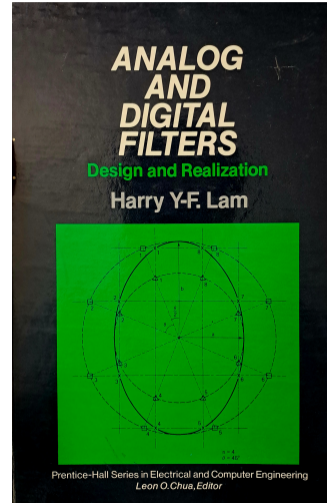 ANALOG
AND
DIGITAL
FILTERS
Design and Realization
Harry Y-F. Lam
Prentice-Hall Series in Electrical and Computer Engineering
Leon O. Chua, Editor